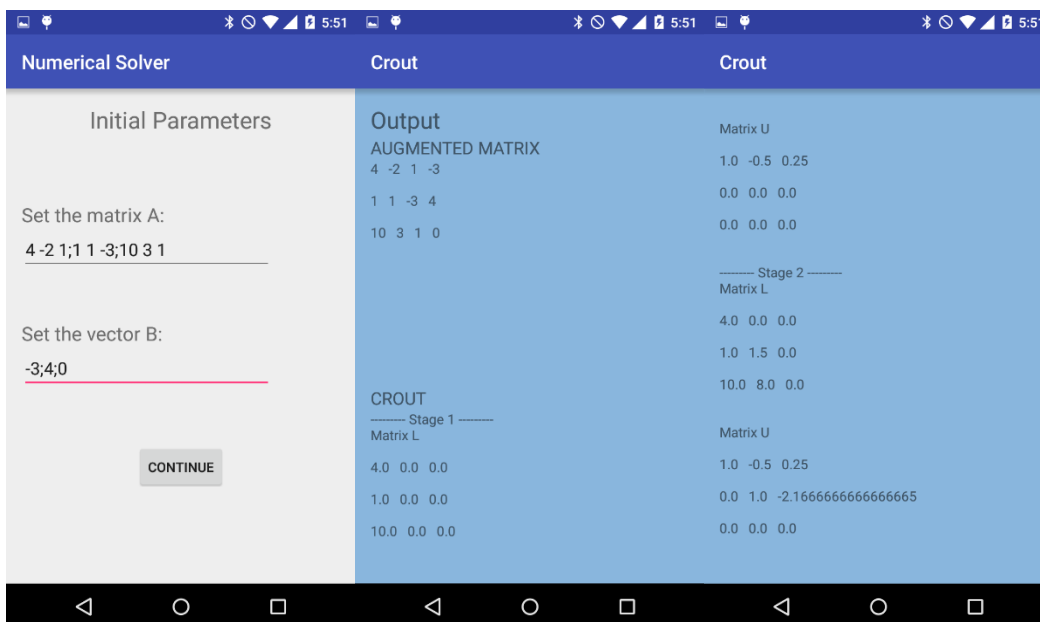 5:51
Numerical Solver
Initial Parameters
Set the matrix A:
4 -2 1;1 1 -3;10 3 1
Set the vector B:
-3;4;0
CONTINUE
5:51
Crout
Output
AUGMENTED MATRIX
4 -2 1 -3
1 1 -3 4
10 3 1 0
CROUT
--------- Stage 1 ---------
Matrix L
4.0 0.0 0.0
1.0 0.0 0.0
10.0 0.0 0.0
5:51
Crout
Matrix U
1.0 -0.5 0.25
0.0 0.0 0.0
0.0 0.0 0.0
--------- Stage 2 ---------
Matrix L
4.0 0.0 0.0
1.0 1.5 0.0
10.0 8.0 0.0
Matrix U
1.0 -0.5 0.25
0.0 1.0 -2.1666666666666665
0.0 0.0 0.0